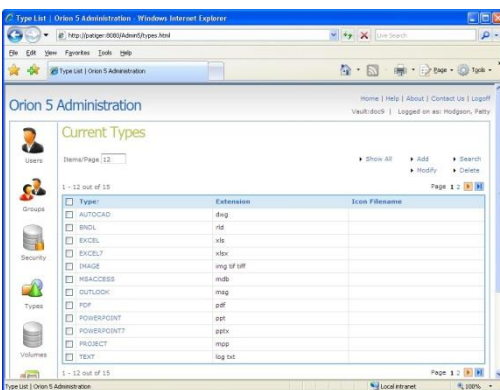 Type List | Orion 5 Administration - Windows Internet Explorer
http://patiger:8080/Admin5/types.html
Live Search
File Edit View Favorites Tools Help
Type List | Orion 5 Administration
Page Tools
Orion 5 Administration
Home | Help | About | Contact Us | Logoff
Vault:doc5 | Logged on as: Hodgson, Patty
Current Types
Users
Items/Page 12
Show All Add Search
Modify Delete
1 - 12 out of 15 Page 1 2
Groups
Type: Extension Icon Filename
AUTOCAD dwg
BNDL rld
EXCEL xls
EXCEL7 xlsx
Security
IMAGE img tif tiff
MSACCESS mdb
OUTLOOK msg
Types
PDF pdf
POWERPOINT ppt
POWERPOINT7 pptx
PROJECT mpp
Volumes
TEXT log txt
1 - 12 out of 15 Page 1 2
Type List | Orion 5 Administration
Local intranet
100%